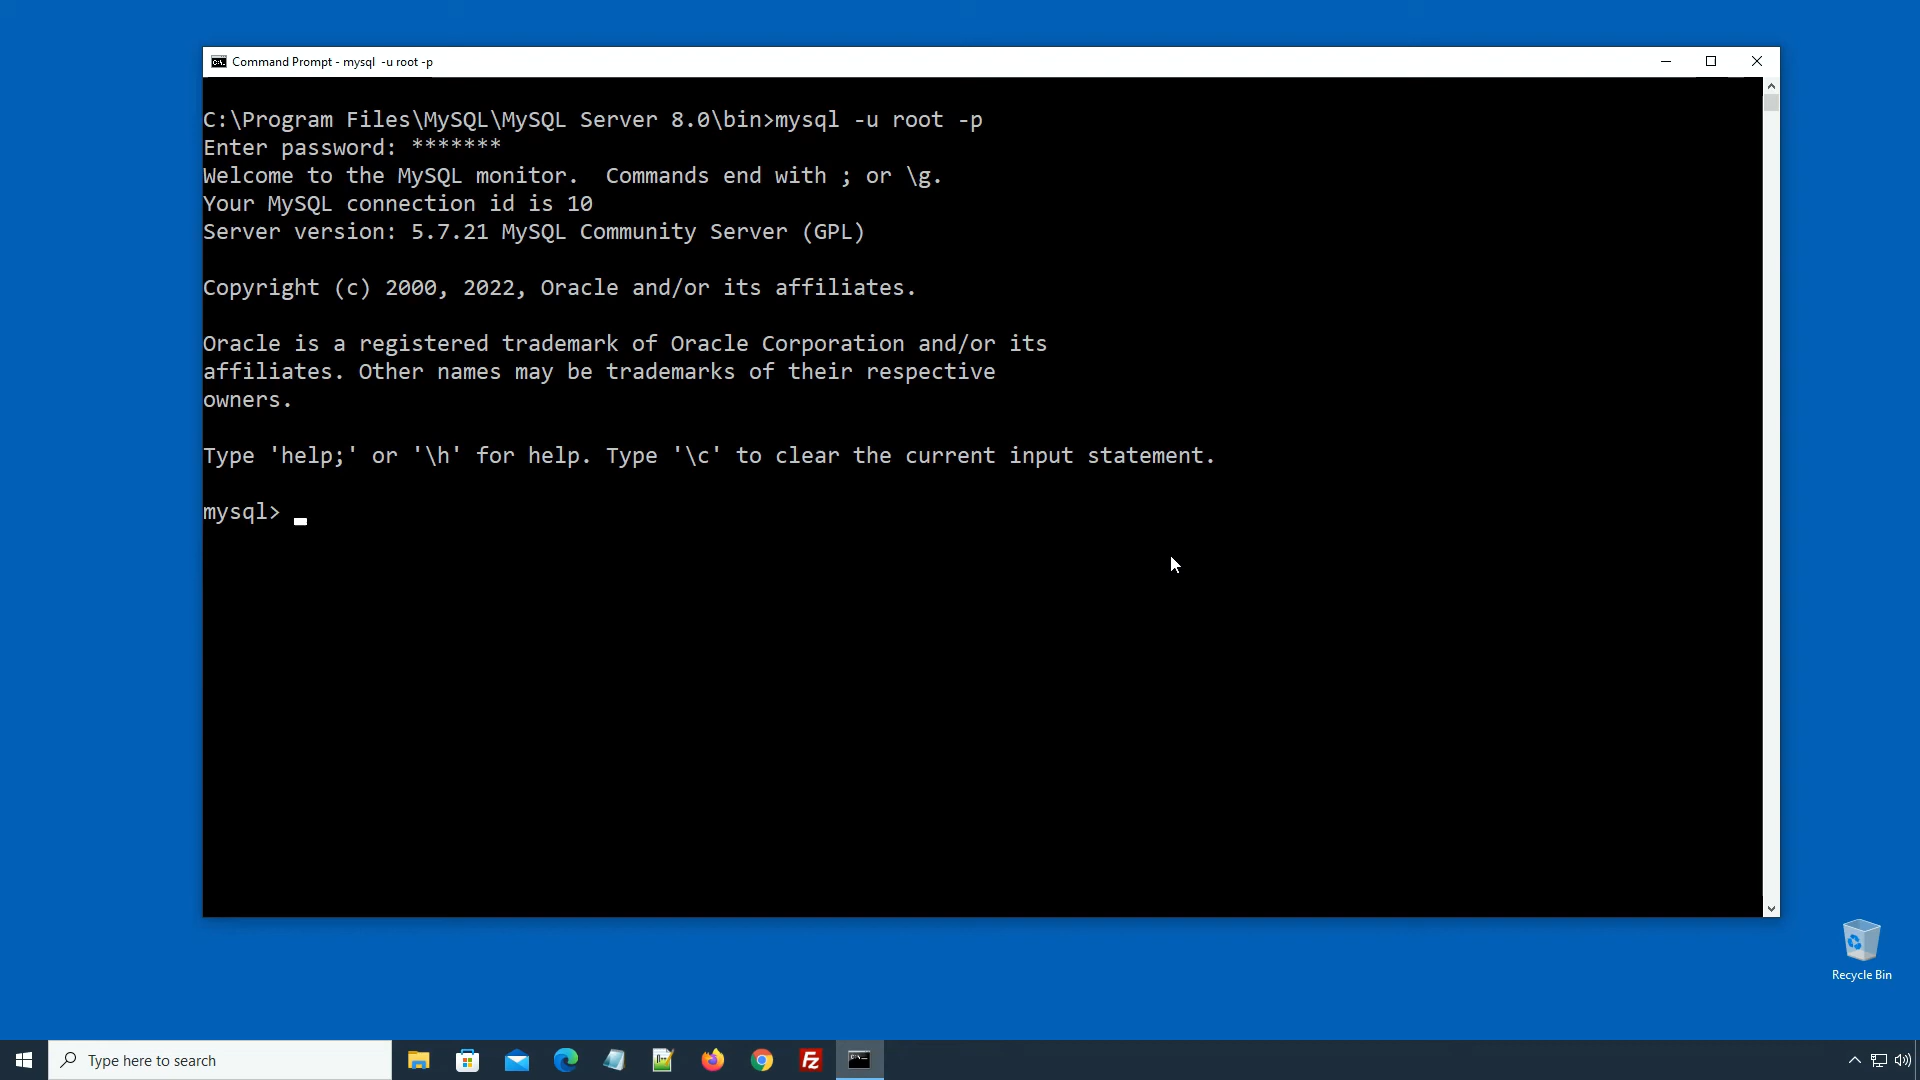 Command Prompt - mysql  -u root -p
C:\Program Files\MySQL\MySQL Server 8.0\bin>mysql -u root -p
Enter password: *******
Welcome to the MySQL monitor.  Commands end with ; or \g.
Your MySQL connection id is 10
Server version: 5.7.21 MySQL Community Server (GPL)
Copyright (c) 2000, 2022, Oracle and/or its affiliates.
Oracle is a registered trademark of Oracle Corporation and/or its
affiliates. Other names may be trademarks of their respective
owners.
Type 'help;' or '\h' for help. Type '\c' to clear the current input statement.
mysql>
Recycle Bin
Type here to search